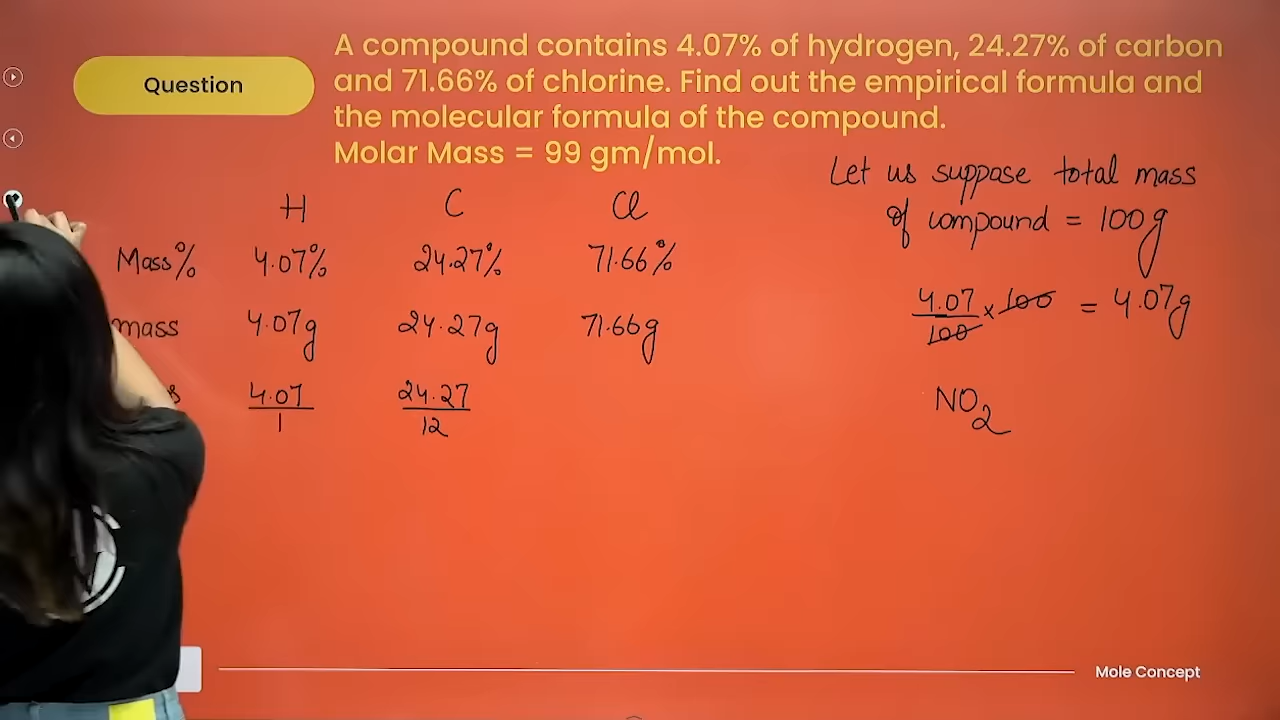 Question
A compound contains 4.07% of hydrogen, 24.27% of carbon
and 71.66% of chlorine. Find out the empirical formula and
the molecular formula of the compound.
Molar Mass = 99 gm/mol.
Let us suppose total mass
of compound = 100g
H C Cl
Mass% 4.07% 24.27% 71.66%
mass 4.07g 24.27g 71.66g
4.07/100 × 100 = 4.07g
4.07/1 24.27/12
NO2
Mole Concept